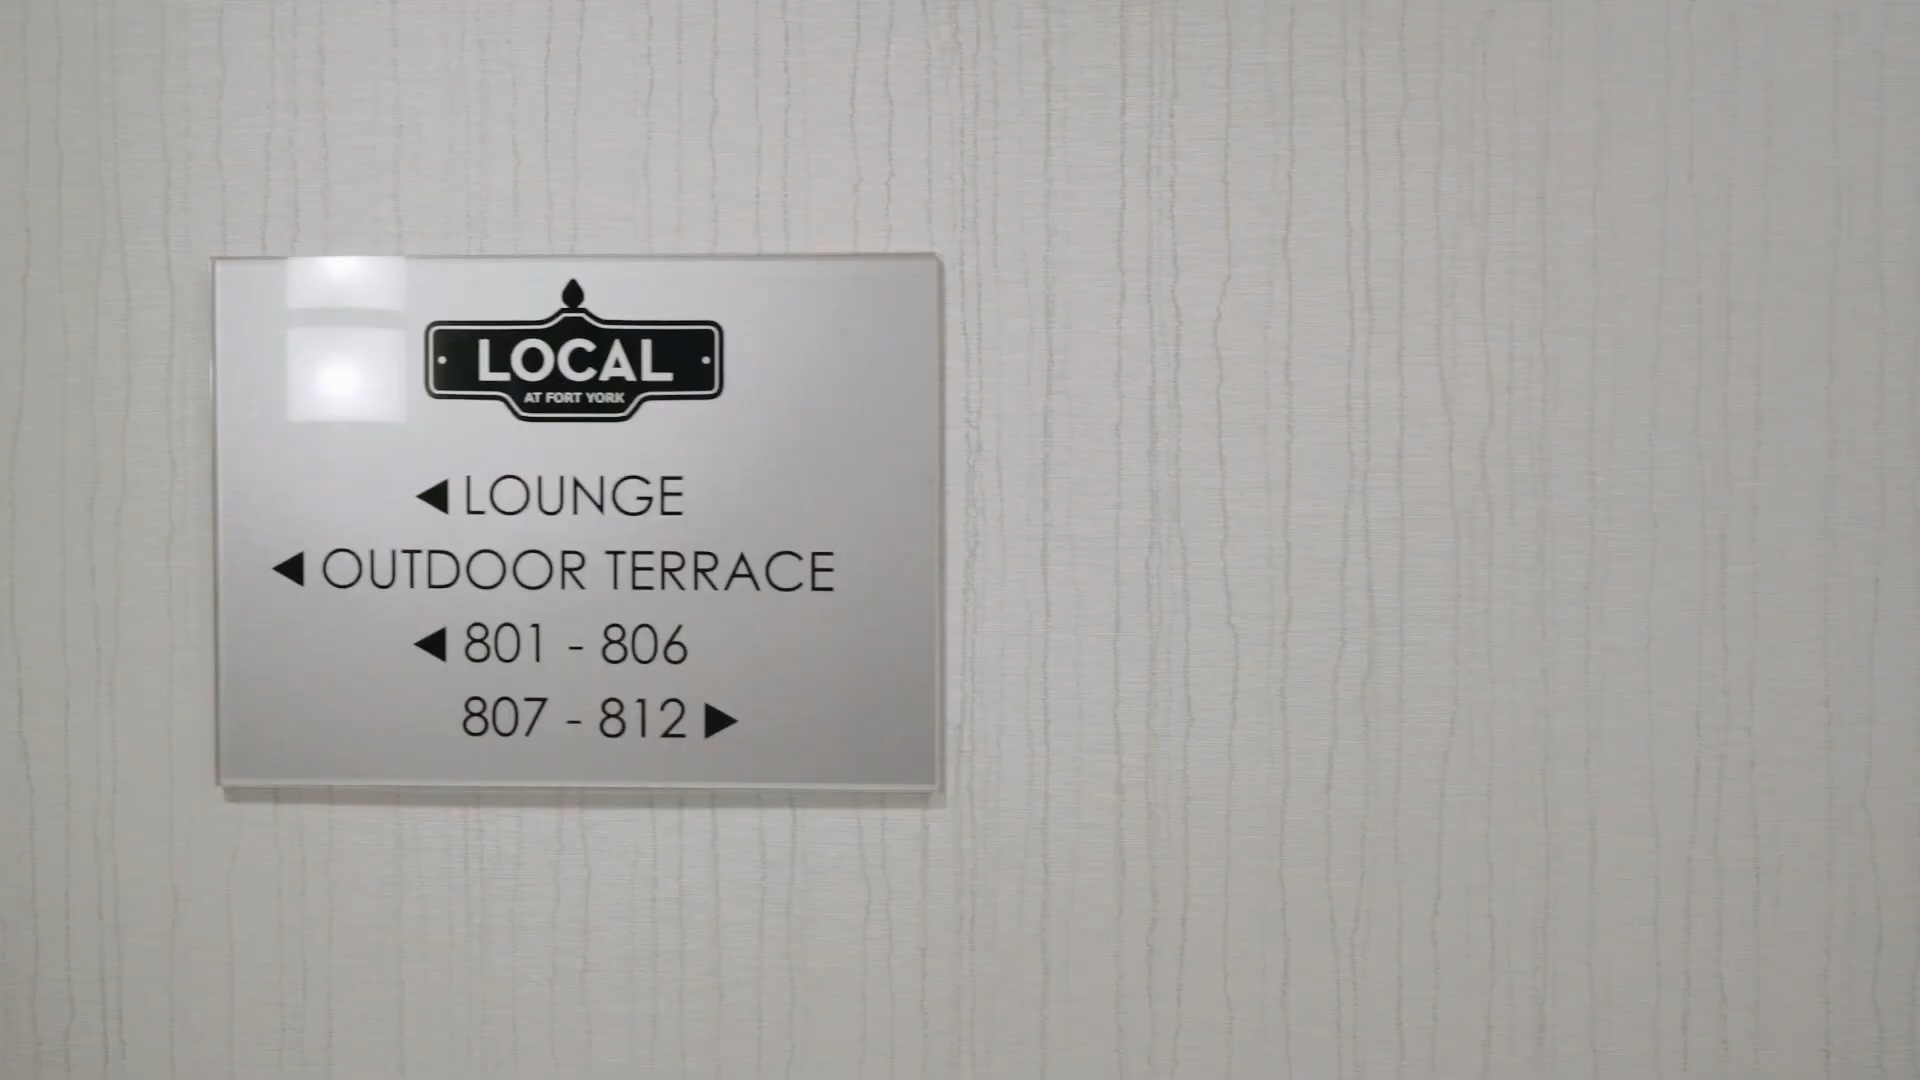 LOCAL
AT FORT YORK
◀ LOUNGE
◀ OUTDOOR TERRACE
◀ 801 - 806
807 - 812 ▶